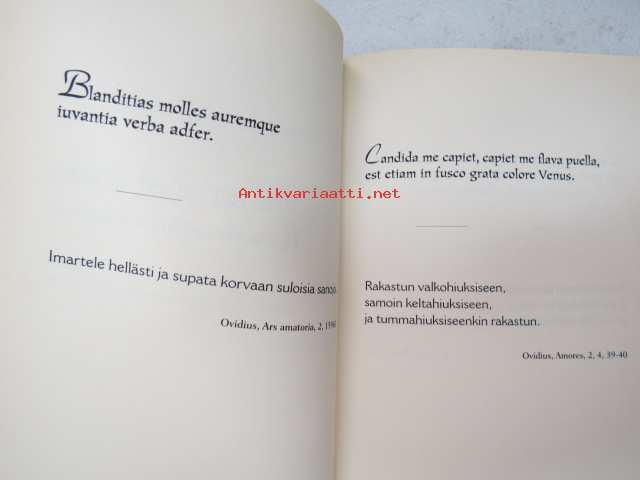 Blanditias molles auremque
iuvantia verba adfer.
Imartele hellästi ja supata korvaan suloisia
Ovidius, Ars amatoria, 2,
Candida me capiet, capiet me flava puella,
est etiam in fusco grata colore Venus.
Rakastun valkohiuksiseen,
samoin keltahiuksiseen,
ja tummahiuksiseenkin rakastun.
Ovidius, Amores, 2, 4, 39-40
Antikvariaatti.net